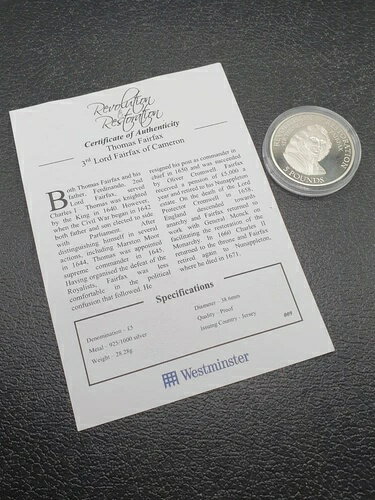 Revolution
& the
Restoration
Certificate of Authenticity
Thomas Fairfax
3rd Lord Fairfax of Cameron
Both Thomas Fairfax and his
father, Ferdinando, 2nd
Lord Fairfax, served
Charles I. Thomas was knighted
by the King in 1640. However,
when the Civil War began in 1642
both father and son elected to side
with Parliament. After
distinguishing himself in several
actions, including Marston Moor
in 1644, Thomas was appointed
supreme commander in 1645.
Having organised the defeat of the
Royalists, Fairfax was less
comfortable in the political
confusion that followed. He
resigned his post as commander in
chief in 1650 and was succeeded
by Oliver Cromwell. Fairfax
received a pension of £5,000 a
year and retired to his Nunappleton
estate. On the death of the Lord
Protector Cromwell in 1658,
England descended towards
anarchy and Fairfax consented to
work with General Monck on
facilitating the restoration of the
Monarchy. In 1660 Charles II
returned to the throne and Fairfax
retired again to Nunappleton,
where he died in 1671.
Specifications
Denomination - £5
Metal - 925/1000 silver
Weight - 28.28g
Diameter - 38.6mm
Quality - Proof
Issuing Country - Jersey
009
Westminster
RESTORATION
5 POUNDS